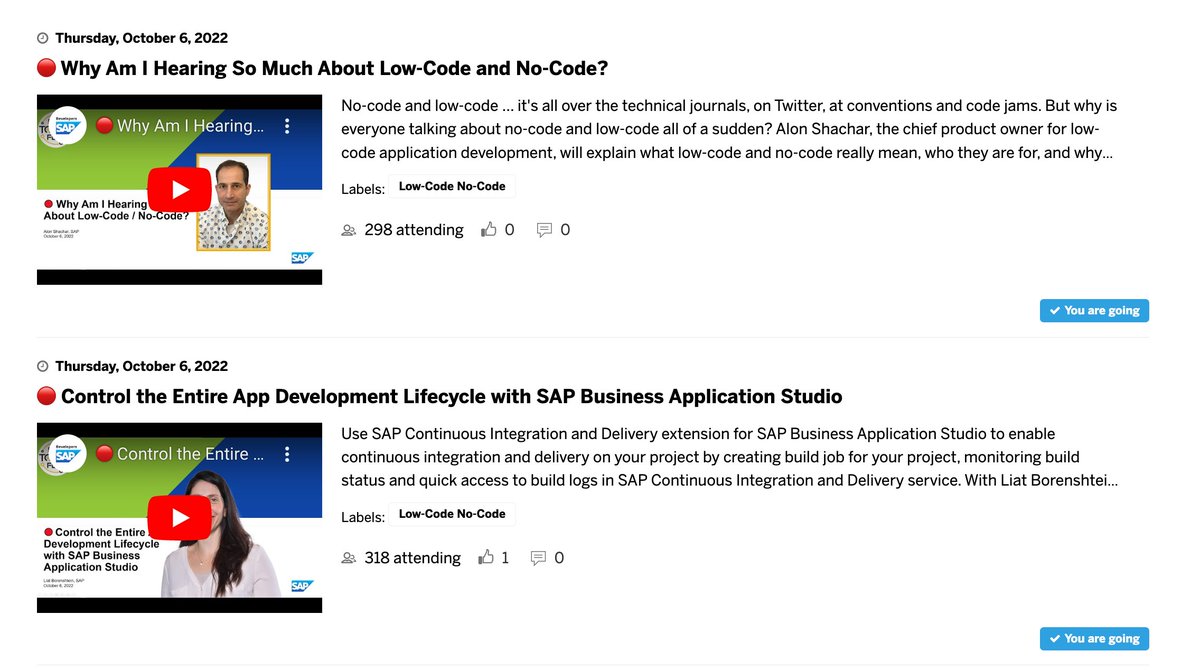 Thursday, October 6, 2022
🔴 Why Am I Hearing So Much About Low-Code and No-Code?
Developers
SAP
🔴 Why Am I Hearing...
🔴 Why Am I Hearing
About Low-Code / No-Code?
Alon Shachar, SAP
October 6, 2022
SAP
No-code and low-code ... it's all over the technical journals, on Twitter, at conventions and code jams. But why is
everyone talking about no-code and low-code all of a sudden? Alon Shachar, the chief product owner for low-
code application development, will explain what low-code and no-code really mean, who they are for, and why...
Labels: Low-Code No-Code
298 attending 0 0
You are going
Thursday, October 6, 2022
🔴 Control the Entire App Development Lifecycle with SAP Business Application Studio
Developers
SAP
🔴 Control the Entire ...
🔴 Control the Entire
Development Lifecycle
with SAP Business
Application Studio
Liat Borenshtein, SAP
October 6, 2022
SAP
Use SAP Continuous Integration and Delivery extension for SAP Business Application Studio to enable
continuous integration and delivery on your project by creating build job for your project, monitoring build
status and quick access to build logs in SAP Continuous Integration and Delivery service. With Liat Borenshtei...
Labels: Low-Code No-Code
318 attending 1 0
You are going